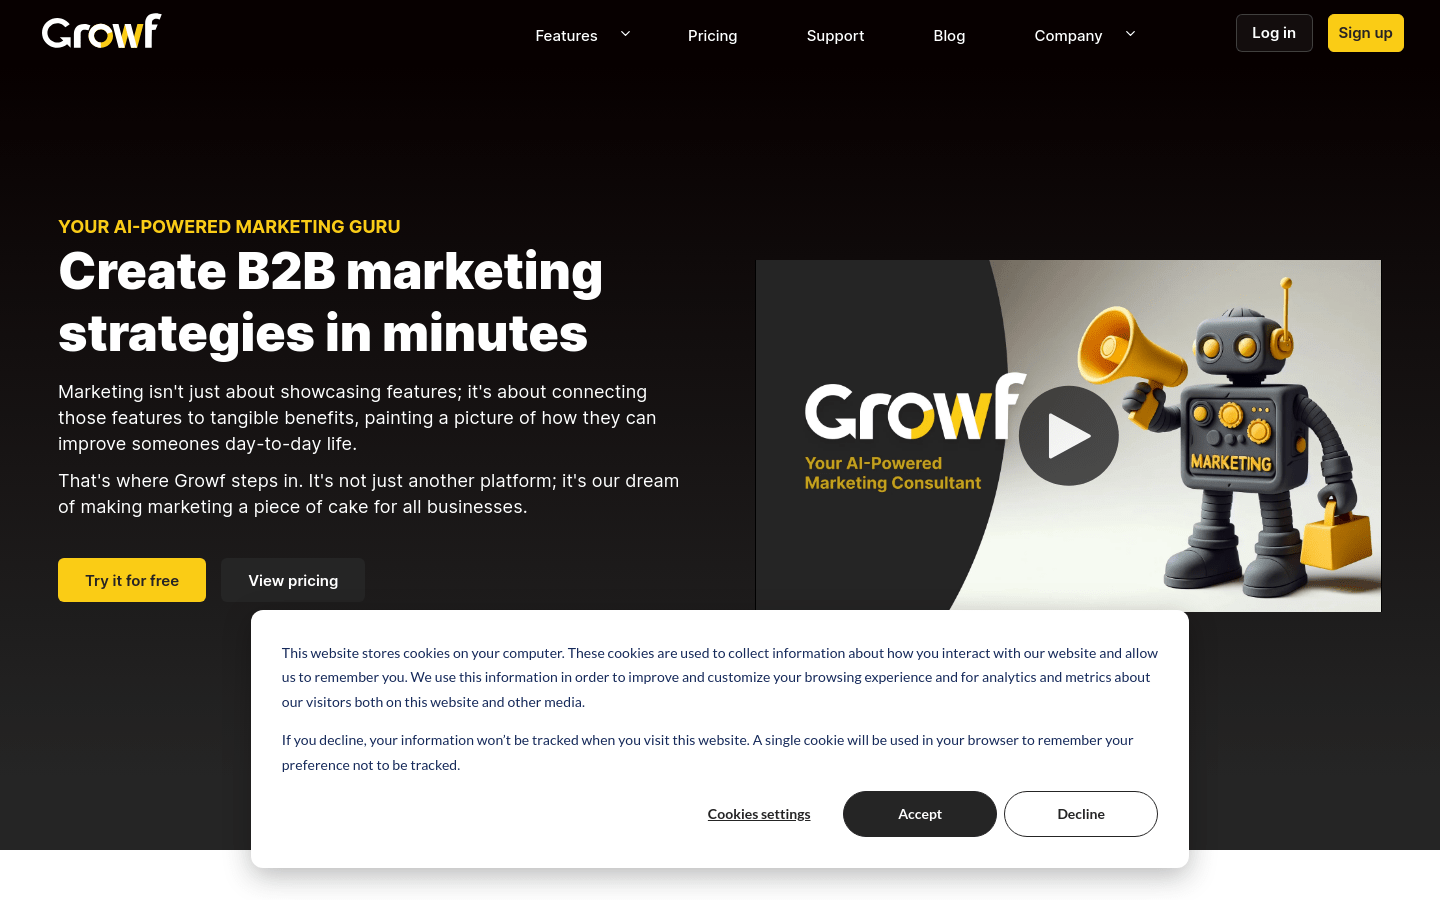 Growf
Features
Pricing
Support
Blog
Company
Log in
Sign up
YOUR AI-POWERED MARKETING GURU
Create B2B marketing
strategies in minutes
Marketing isn't just about showcasing features; it's about connecting
those features to tangible benefits, painting a picture of how they can
improve someones day-to-day life.
That's where Growf steps in. It's not just another platform; it's our dream
of making marketing a piece of cake for all businesses.
Try it for free
View pricing
Growf
Your AI-Powered
Marketing Consultant
MARKETING
This website stores cookies on your computer. These cookies are used to collect information about how you interact with our website and allow
us to remember you. We use this information in order to improve and customize your browsing experience and for analytics and metrics about
our visitors both on this website and other media.
If you decline, your information won't be tracked when you visit this website. A single cookie will be used in your browser to remember your
preference not to be tracked.
Cookies settings
Accept
Decline